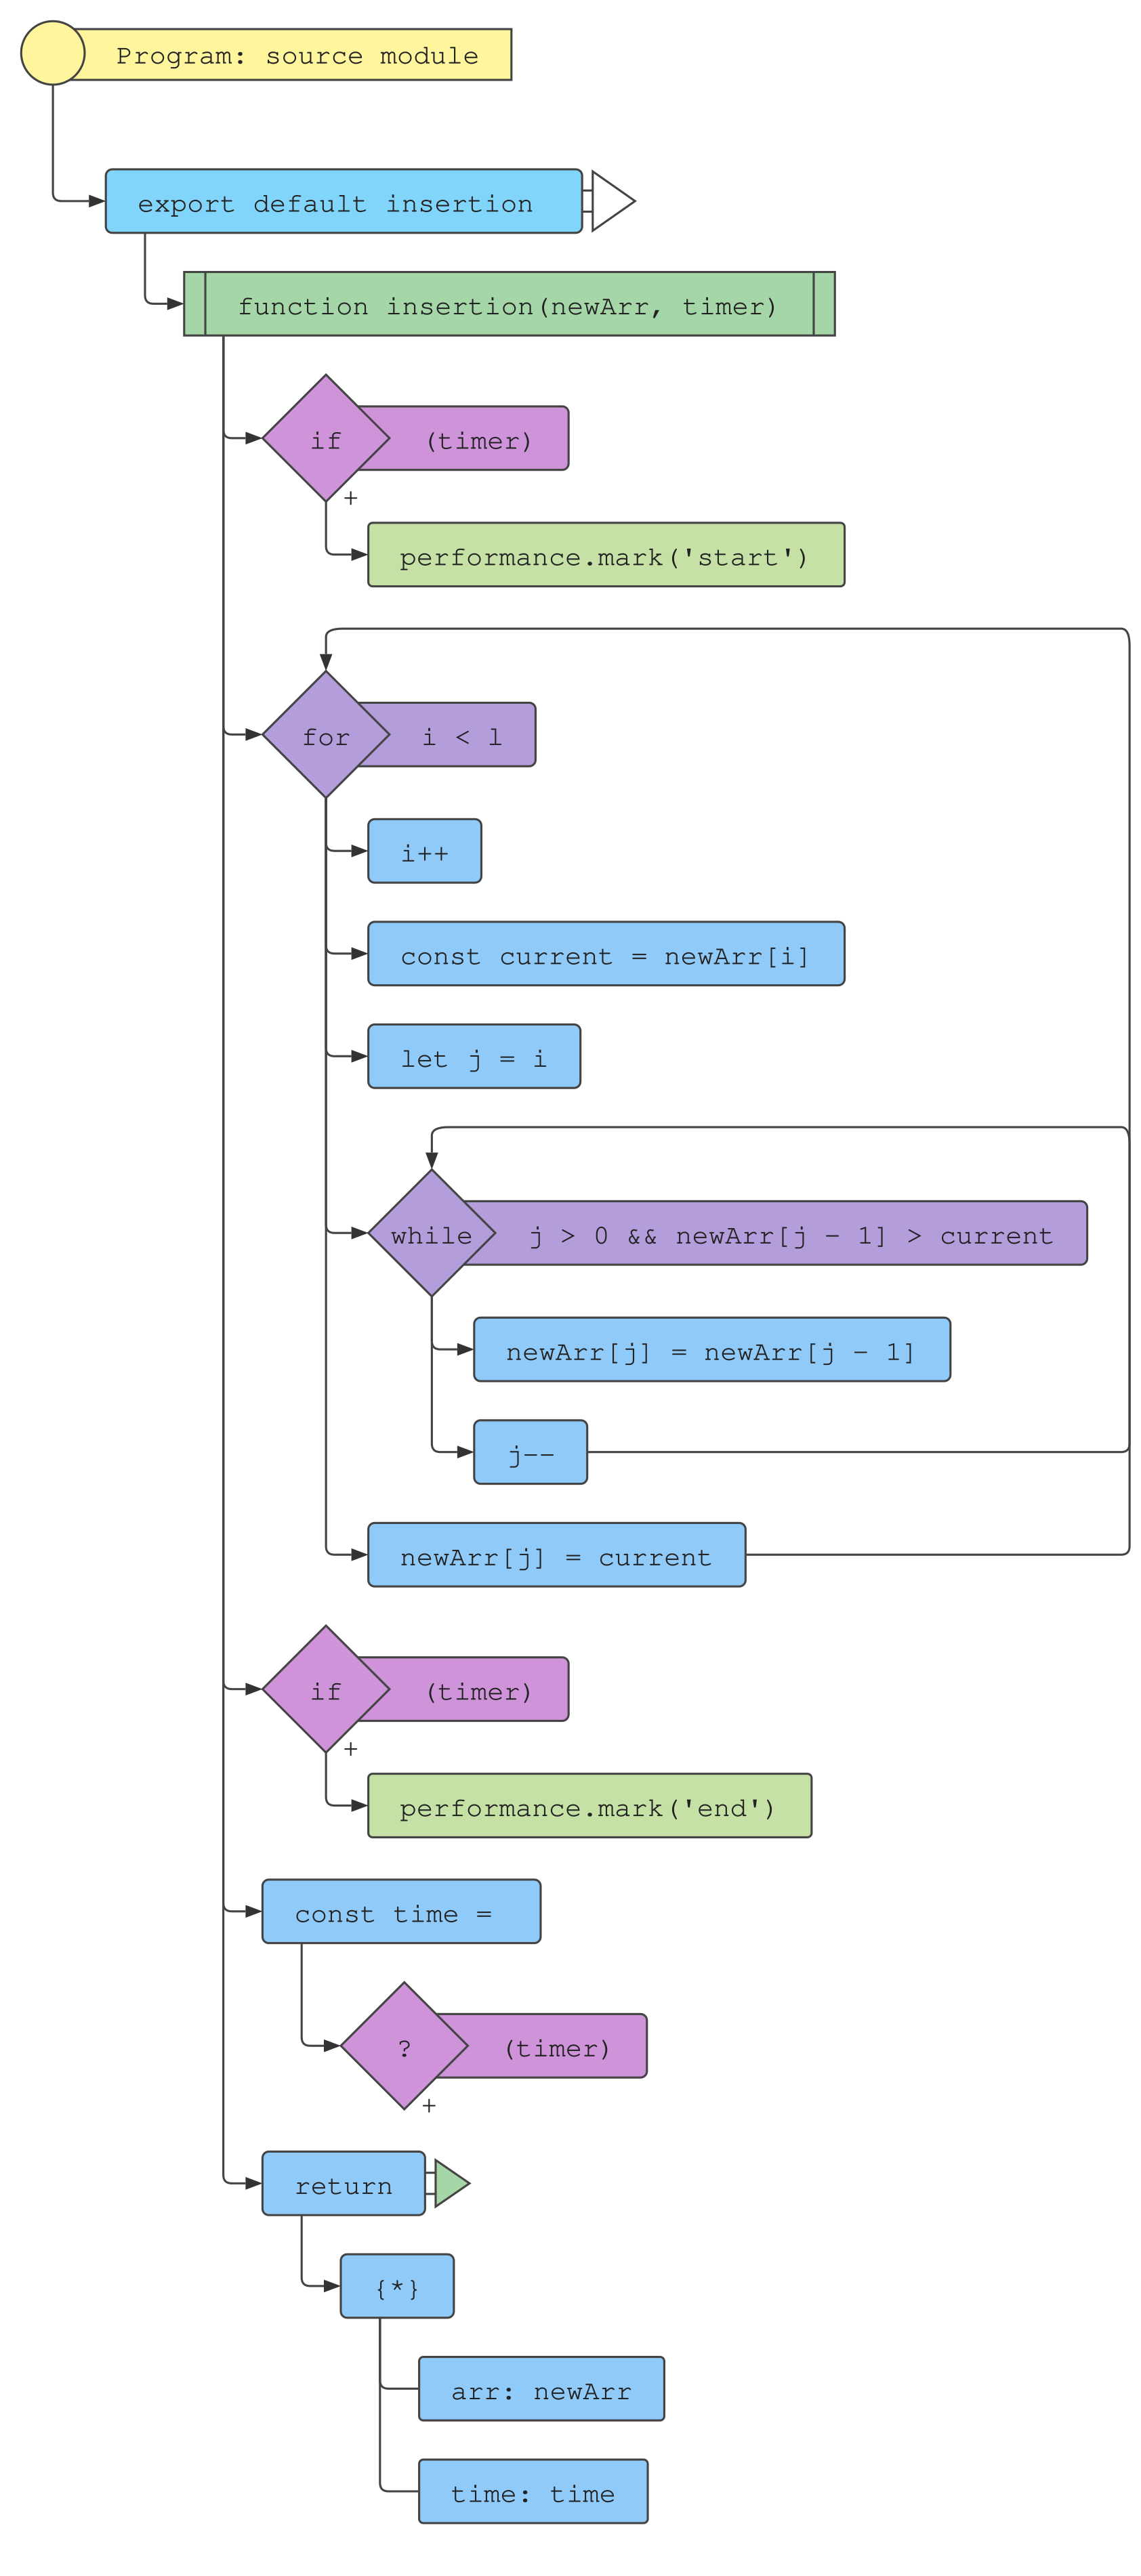 Program: source module
export default insertion
function insertion(newArr, timer)
if (timer)
+
performance.mark('start')
for i < l
i++
const current = newArr[i]
let j = i
while j > 0 && newArr[j - 1] > current
newArr[j] = newArr[j - 1]
j--
newArr[j] = current
if (timer)
+
performance.mark('end')
const time =
? (timer)
+
return
{*}
arr: newArr
time: time